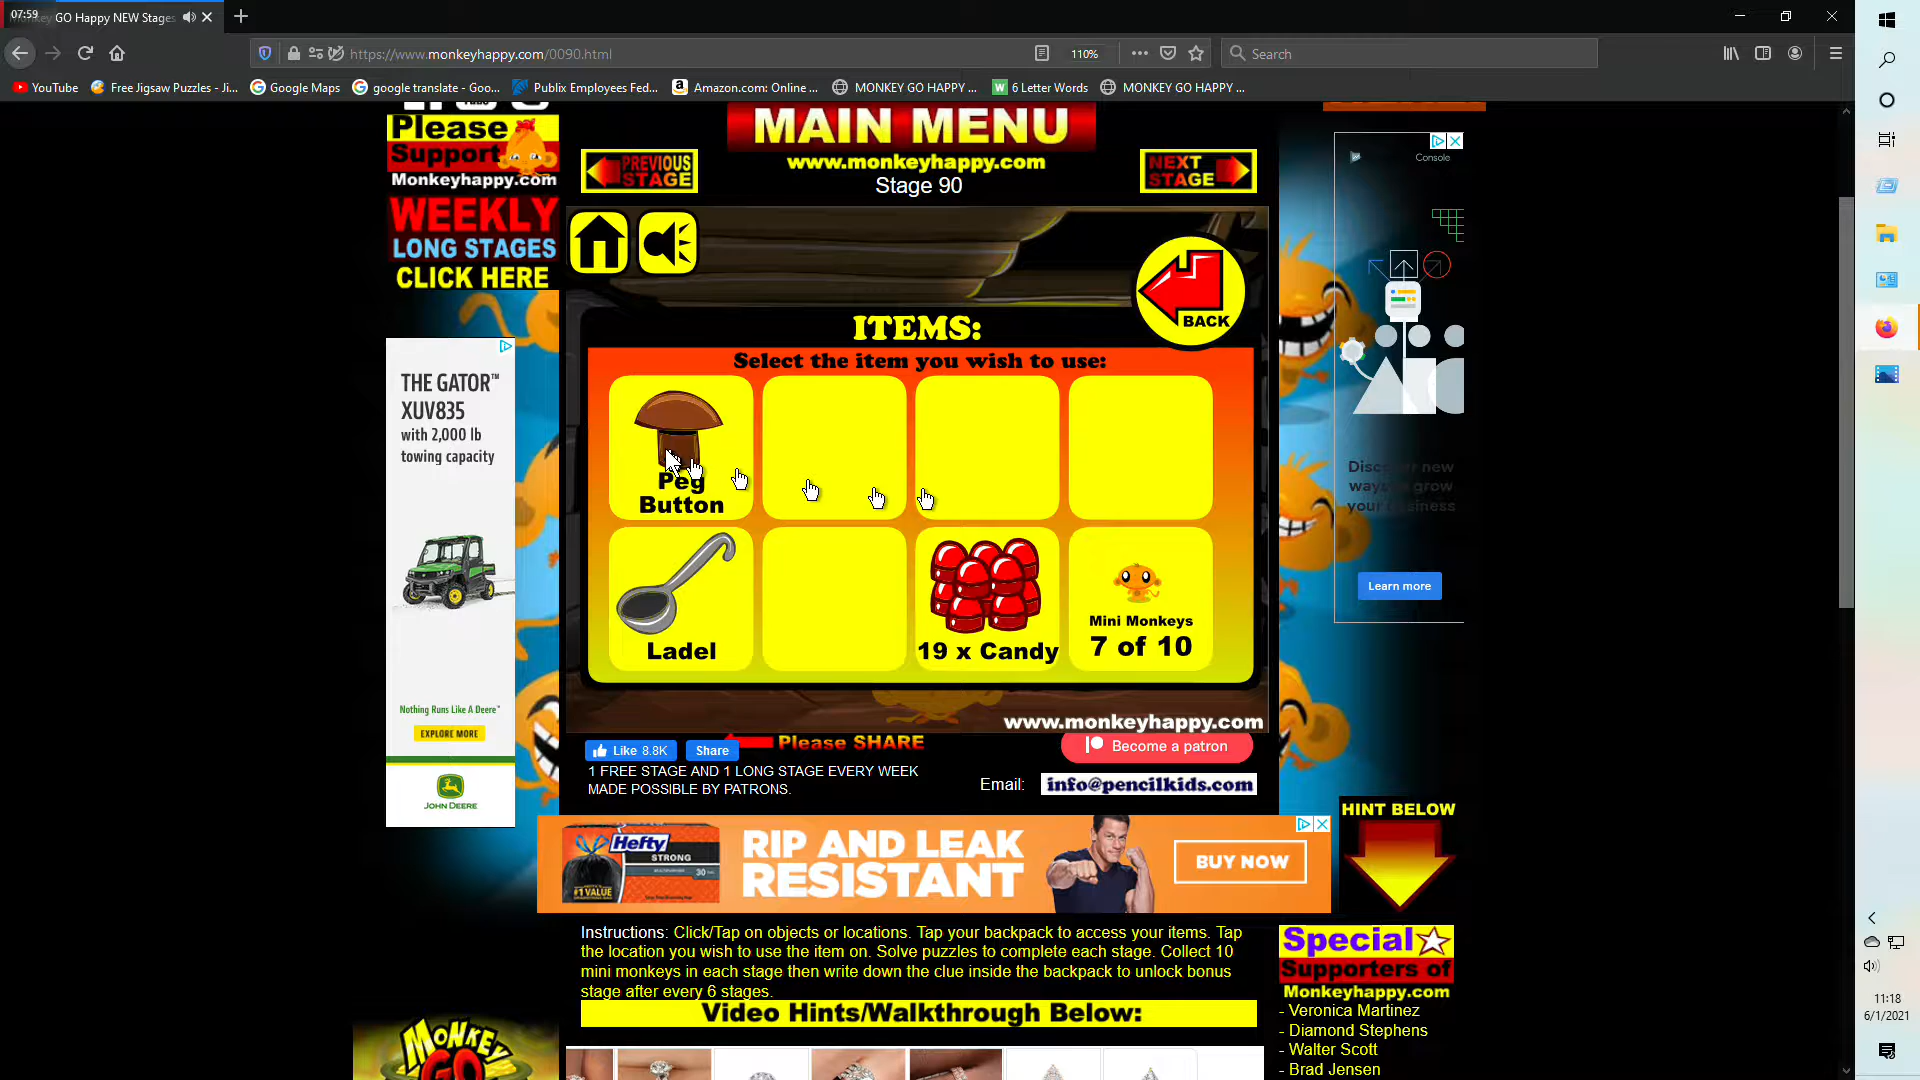 07:59
GO Happy NEW Stages
https://www.monkeyhappy.com/0090.html
110%
Search
YouTube
Free Jigsaw Puzzles - Ji...
Google Maps
google translate - Goo...
Publix Employees Fed...
Amazon.com: Online ...
MONKEY GO HAPPY ...
6 Letter Words
MONKEY GO HAPPY ...
Please
Support
Monkeyhappy.com
WEEKLY
LONG STAGES
CLICK HERE
MAIN MENU
www.monkeyhappy.com
Stage 90
PREVIOUS
STAGE
NEXT
STAGE
BACK
ITEMS:
Select the item you wish to use:
Peg
Button
Ladel
19 x Candy
Mini Monkeys
7 of 10
www.monkeyhappy.com
Like 8.8K
Share
Please SHARE
Become a patron
1 FREE STAGE AND 1 LONG STAGE EVERY WEEK
MADE POSSIBLE BY PATRONS.
Email:
info@pencilkids.com
THE GATOR™
XUV835
with 2,000 lb
towing capacity
Nothing Runs Like A Deere™
EXPLORE MORE
JOHN DEERE
Console
Discover new
ways to grow
your business
Learn more
HINT BELOW
Hefty
STRONG
30
#1 VALUE
RIP AND LEAK
RESISTANT
BUY NOW
Instructions: Click/Tap on objects or locations. Tap your backpack to access your items. Tap
the location you wish to use the item on. Solve puzzles to complete each stage. Collect 10
mini monkeys in each stage then write down the clue inside the backpack to unlock bonus
stage after every 6 stages.
Video Hints/Walkthrough Below:
Special
Supporters of
Monkeyhappy.com
- Veronica Martinez
- Diamond Stephens
- Walter Scott
- Brad Jensen
MONKEY
GO
11:18
6/1/2021